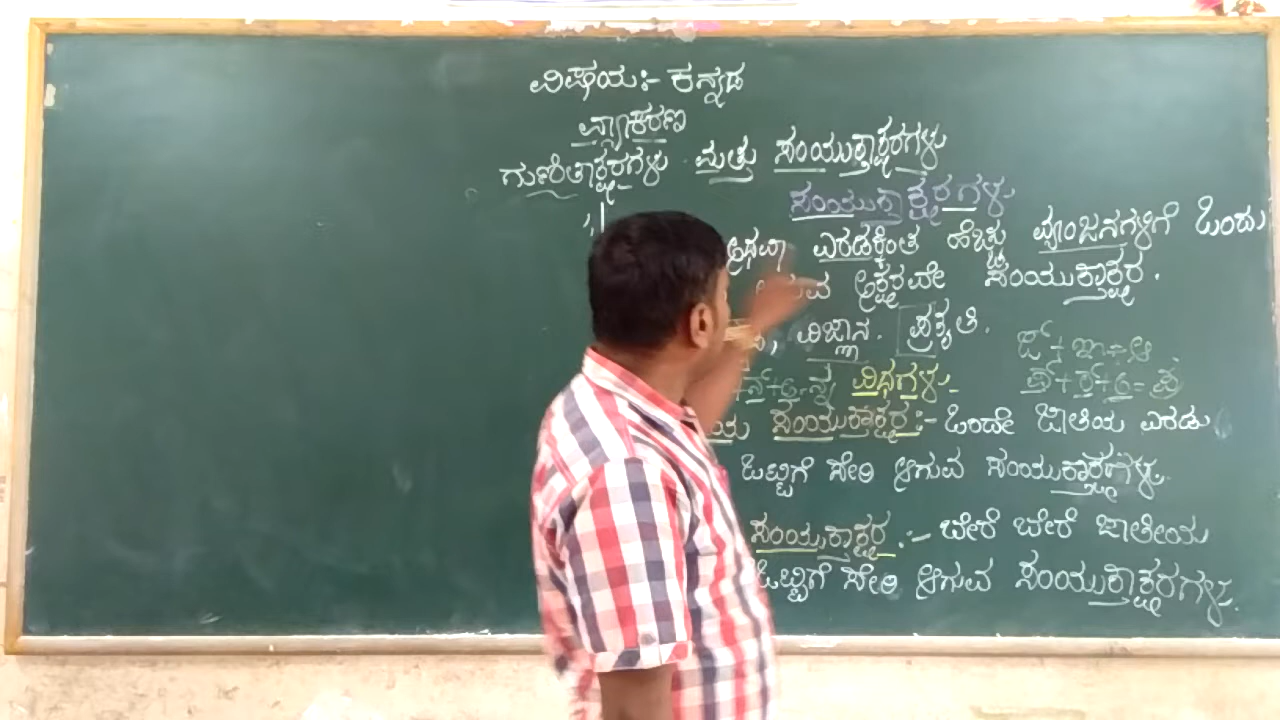 ವಿಷಯ:- ಕನ್ನಡ
ವ್ಯಾಕರಣ
ಗುಣಿತಾಕ್ಷರಗಳು ಮತ್ತು ಸಂಯುಕ್ತಾಕ್ಷರಗಳು
ಸಂಯುಕ್ತಾಕ್ಷರಗಳು
ಅಥವಾ ಎರಡಕ್ಕಿಂತ ಹೆಚ್ಚು ವ್ಯಂಜನಗಳಿಗೆ ಒಂದು
ಅಕ್ಷರವೇ ಸಂಯುಕ್ತಾಕ್ಷರ.
ವಿಜ್ಞಾನ. ಪ್ರಕೃತಿ.
ಜ್+ಞ+ಆ
ನ್+ಅ-ನ್ನ ವಿಧಗಳು- ಪ್+ರ್+ಅ=ಪ್ರ
ಸಂಯುಕ್ತಾಕ್ಷರ:- ಒಂದೇ ಜಾತಿಯ ಎರಡು
ಒಟ್ಟಿಗೆ ಸೇರಿ ಆಗುವ ಸಂಯುಕ್ತಾಕ್ಷರಗಳು.
ಸಂಯುಕ್ತಾಕ್ಷರ.:- ಬೇರೆ ಬೇರೆ ಜಾತೀಯ
ಒಟ್ಟಿಗೆ ಸೇರಿ ಆಗುವ ಸಂಯುಕ್ತಾಕ್ಷರಗಳು.